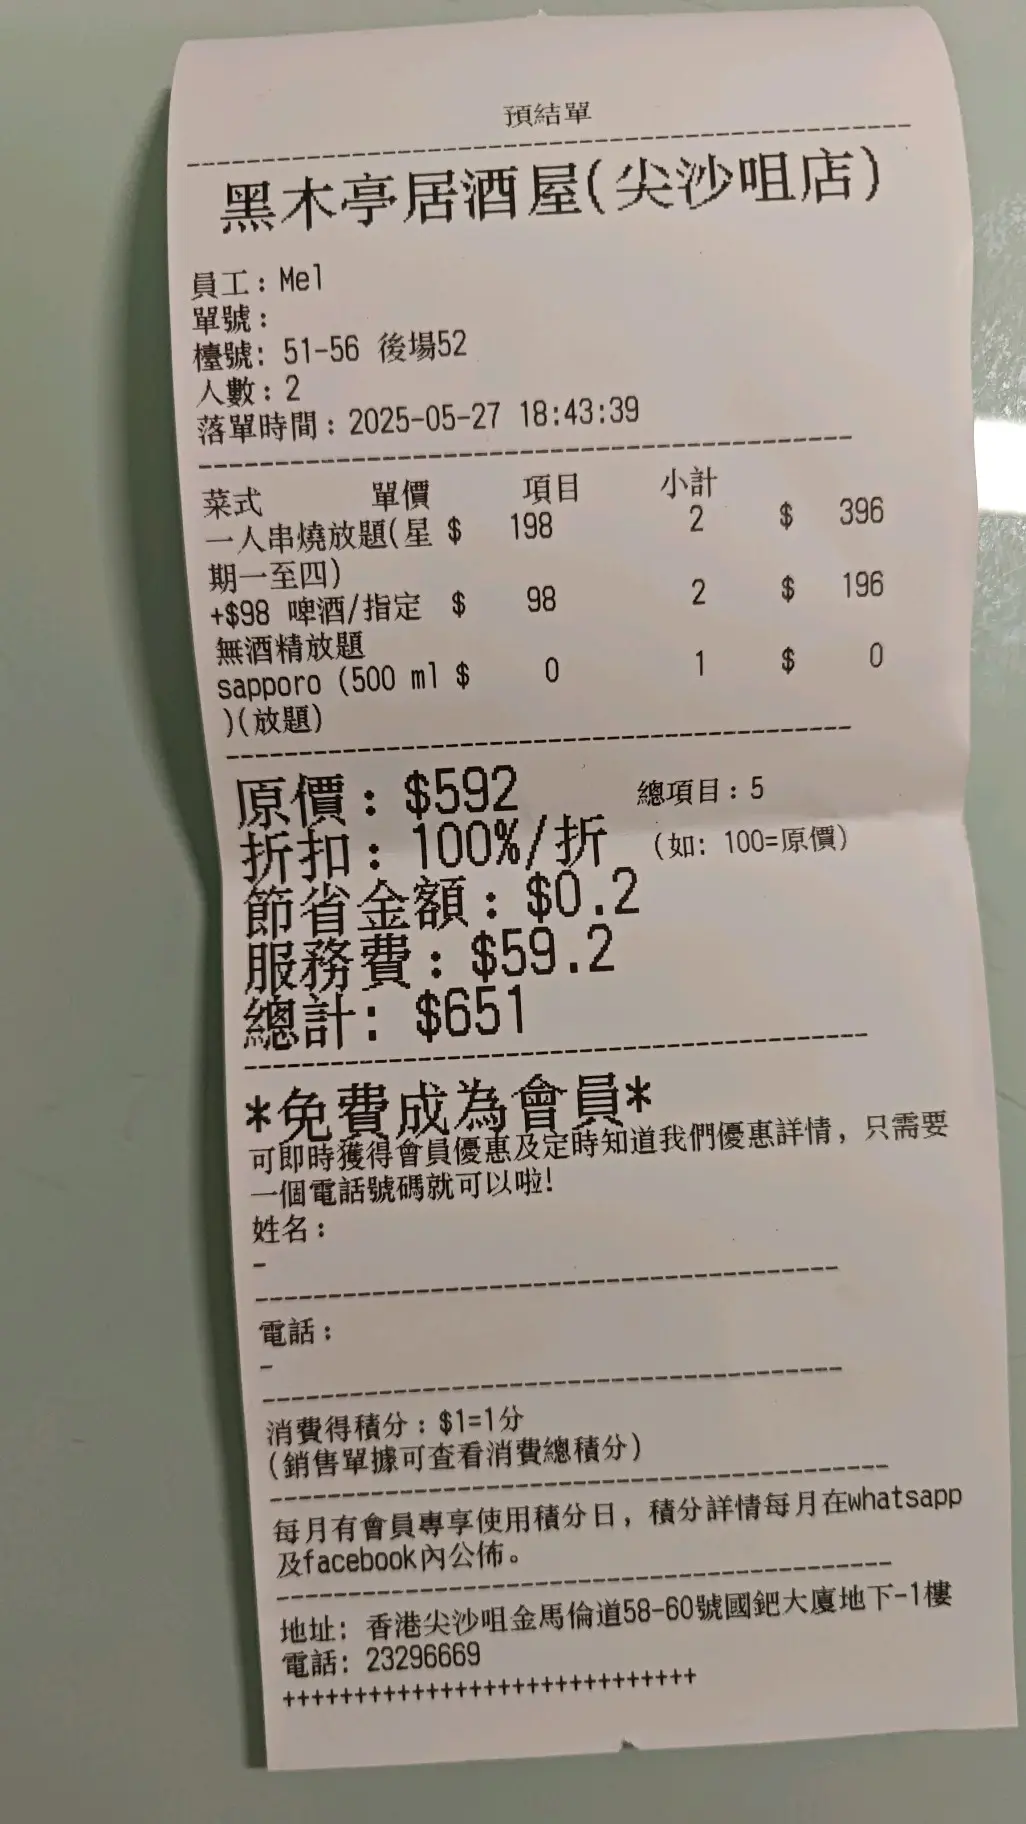 預結單
黑木亭居酒屋(尖沙咀店)
員工：Mel
單號：
檯號: 51-56 後場52
人數：2
落單時間：2025-05-27 18:43:39
菜式 單價 項目 小計
一人串燒放題(星 $ 198 2 $ 396
期一至四)
+$98 啤酒/指定 $ 98 2 $ 196
無酒精放題
sapporo (500 ml $ 0 1 $ 0
)(放題)
原價：$592 總項目：5
折扣：100%/折 (如: 100=原價)
節省金額：$0.2
服務費：$59.2
總計: $651
*免費成為會員*
可即時獲得會員優惠及定時知道我們優惠詳情，只需要
一個電話號碼就可以啦!
姓名：
-
電話：
-
消費得積分：$1=1分
(銷售單據可查看消費總積分)
每月有會員專享使用積分日，積分詳情每月在whatsapp
及facebook內公佈。
地址: 香港尖沙咀金馬倫道58-60號國鈀大廈地下-1樓
電話: 23296669
+++++++++++++++++++++++++++++